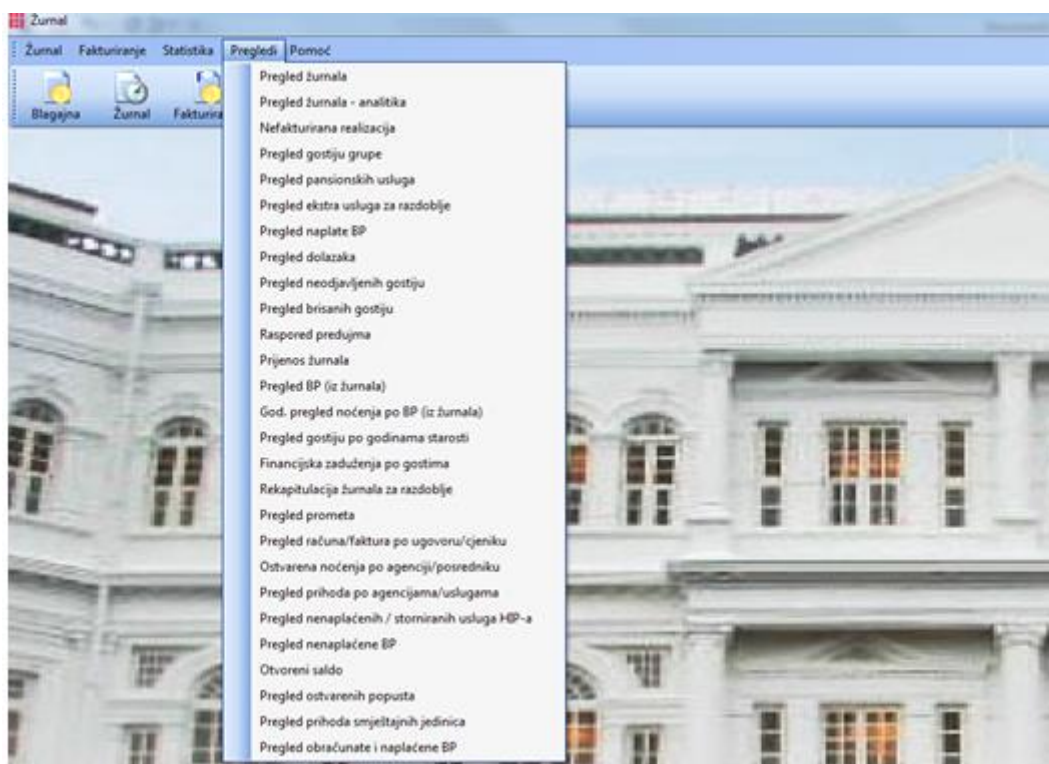 Žurnal
Žurnal Fakturiranje Statistika Pregledi Pomoć
Blagajna Žurnal
Pregled žurnala
Pregled žurnala - analitika
Nefakturirana realizacija
Pregled gostiju grupe
Pregled pansionskih usluga
Pregled ekstra usluga za razdoblje
Pregled naplate BP
Pregled dolazaka
Pregled neodjavljenih gostiju
Pregled brisanih gostiju
Raspored predujma
Prijenos žurnala
Pregled BP (iz žurnala)
God. pregled noćenja po BP (iz žurnala)
Pregled gostiju po godinama starosti
Financijska zaduženja po gostima
Rekapitulacija žurnala za razdoblje
Pregled prometa
Pregled računa/faktura po ugovoru/cjeniku
Ostvarena noćenja po agenciji/posredniku
Pregled prihoda po agencijama/uslugama
Pregled nenaplaćenih / storniranih usluga HIP-a
Pregled nenaplaćene BP
Otvoreni saldo
Pregled ostvarenih popusta
Pregled prihoda smještajnih jedinica
Pregled obračunate i naplaćene BP